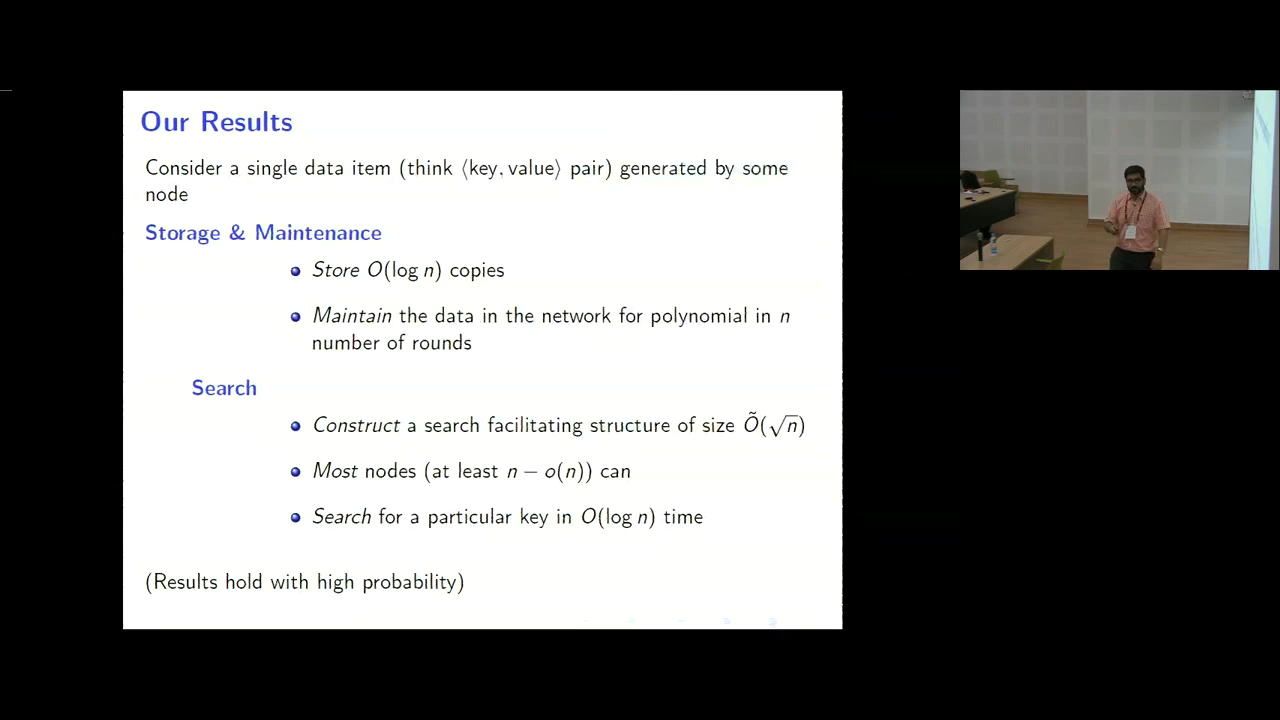 Our Results
Consider a single data item (think ⟨key, value⟩ pair) generated by some
node
Storage & Maintenance
Store O(log n) copies
Maintain the data in the network for polynomial in n
number of rounds
Search
Construct a search facilitating structure of size Õ(√n)
Most nodes (at least n − o(n)) can
Search for a particular key in O(log n) time
(Results hold with high probability)